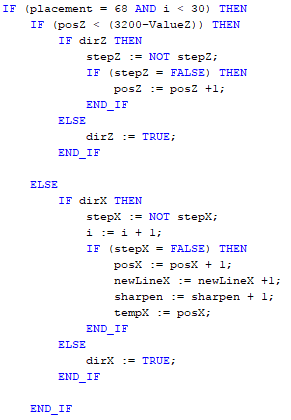 IF (placement = 68 AND i < 30) THEN
IF (posZ < (3200-ValueZ)) THEN
IF dirZ THEN
stepZ := NOT stepZ;
IF (stepZ = FALSE) THEN
posZ := posZ +1;
END_IF
ELSE
dirZ := TRUE;
END_IF
ELSE
IF dirX THEN
stepX := NOT stepX;
i := i + 1;
IF (stepX = FALSE) THEN
posX := posX + 1;
newLineX := newLineX +1;
sharpen := sharpen + 1;
tempX := posX;
END_IF
ELSE
dirX := TRUE;
END_IF
END_IF